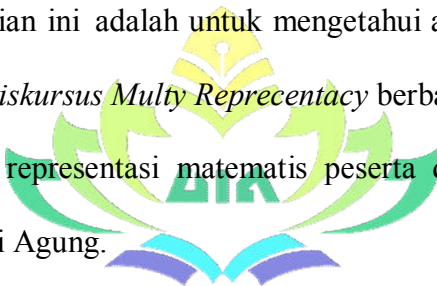 ian ini adalah untuk mengetahui a
iskursus Multy Reprecentacy berba
representasi matematis peserta
i Agung.